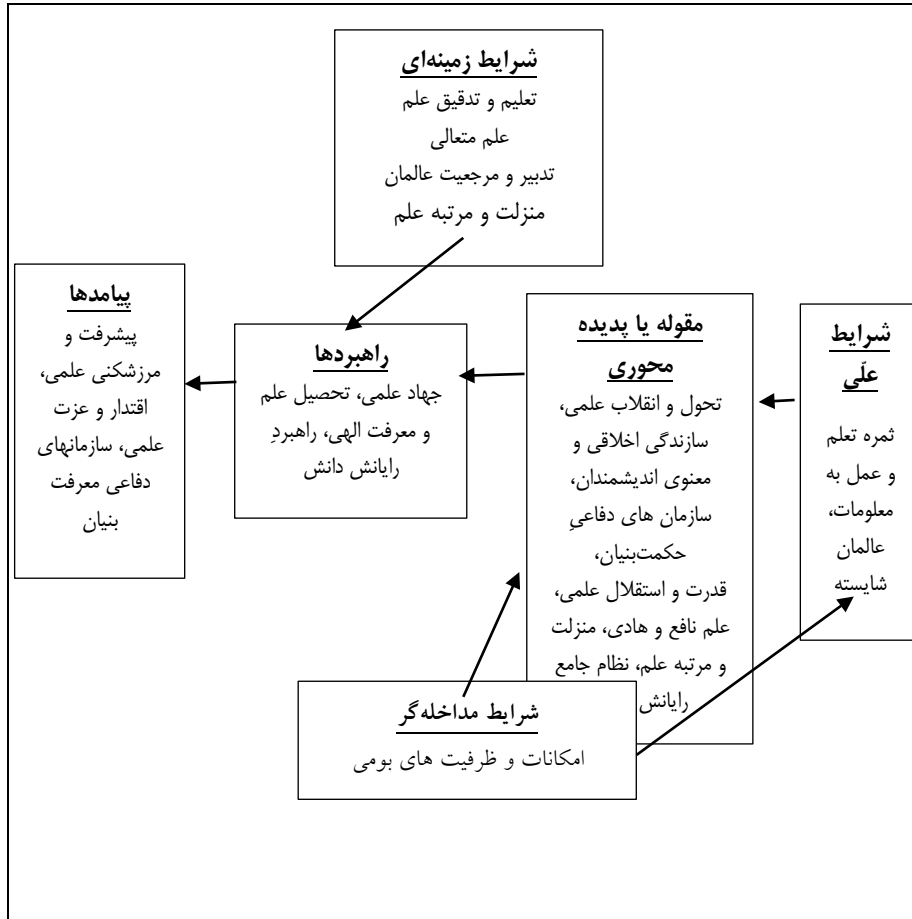 شرایط زمینه‌ای
تعلیم و تدقیق علم
علم متعالی
تدبیر و مرجعیت عالمان
منزلت و مرتبه علم
شرایط
علّی
ثمره تعلم
و عمل به
معلومات،
عالمان
شایسته
مقوله یا پدیده
محوری
تحول و انقلاب علمی،
سازندگی اخلاقی و
معنوی اندیشمندان،
سازمان های دفاعیِ
حکمت‌بنیان،
قدرت و استقلال علمی،
علم نافع و هادی، منزلت
و مرتبه علم، نظام جامع
رایانش
راهبردها
جهاد علمی، تحصیل علم
و معرفت الهی، راهبردِ
رایانش دانش
پیامدها
پیشرفت و
مرزشکنی علمی،
اقتدار و عزت
علمی، سازمانهای
دفاعی معرفت
بنیان
شرایط مداخله‌گر
امکانات و ظرفیت های بومی